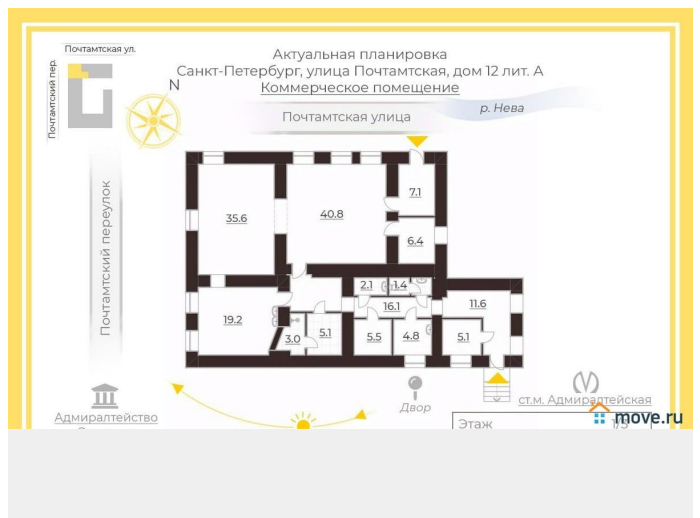 Почтамтская ул.
Почтамтский пер.
N
Актуальная планировка
Санкт-Петербург, улица Почтамтская, дом 12 лит. А
Коммерческое помещение
Почтамтская улица
р. Нева
Почтамтский переулок
35.6
40.8
7.1
6.4
2.1
1.4
16.1
11.6
19.2
3.0
5.1
5.5
4.8
5.1
Адмиралтейство
Двор
ст.м. Адмиралтейская
Этаж
move.ru